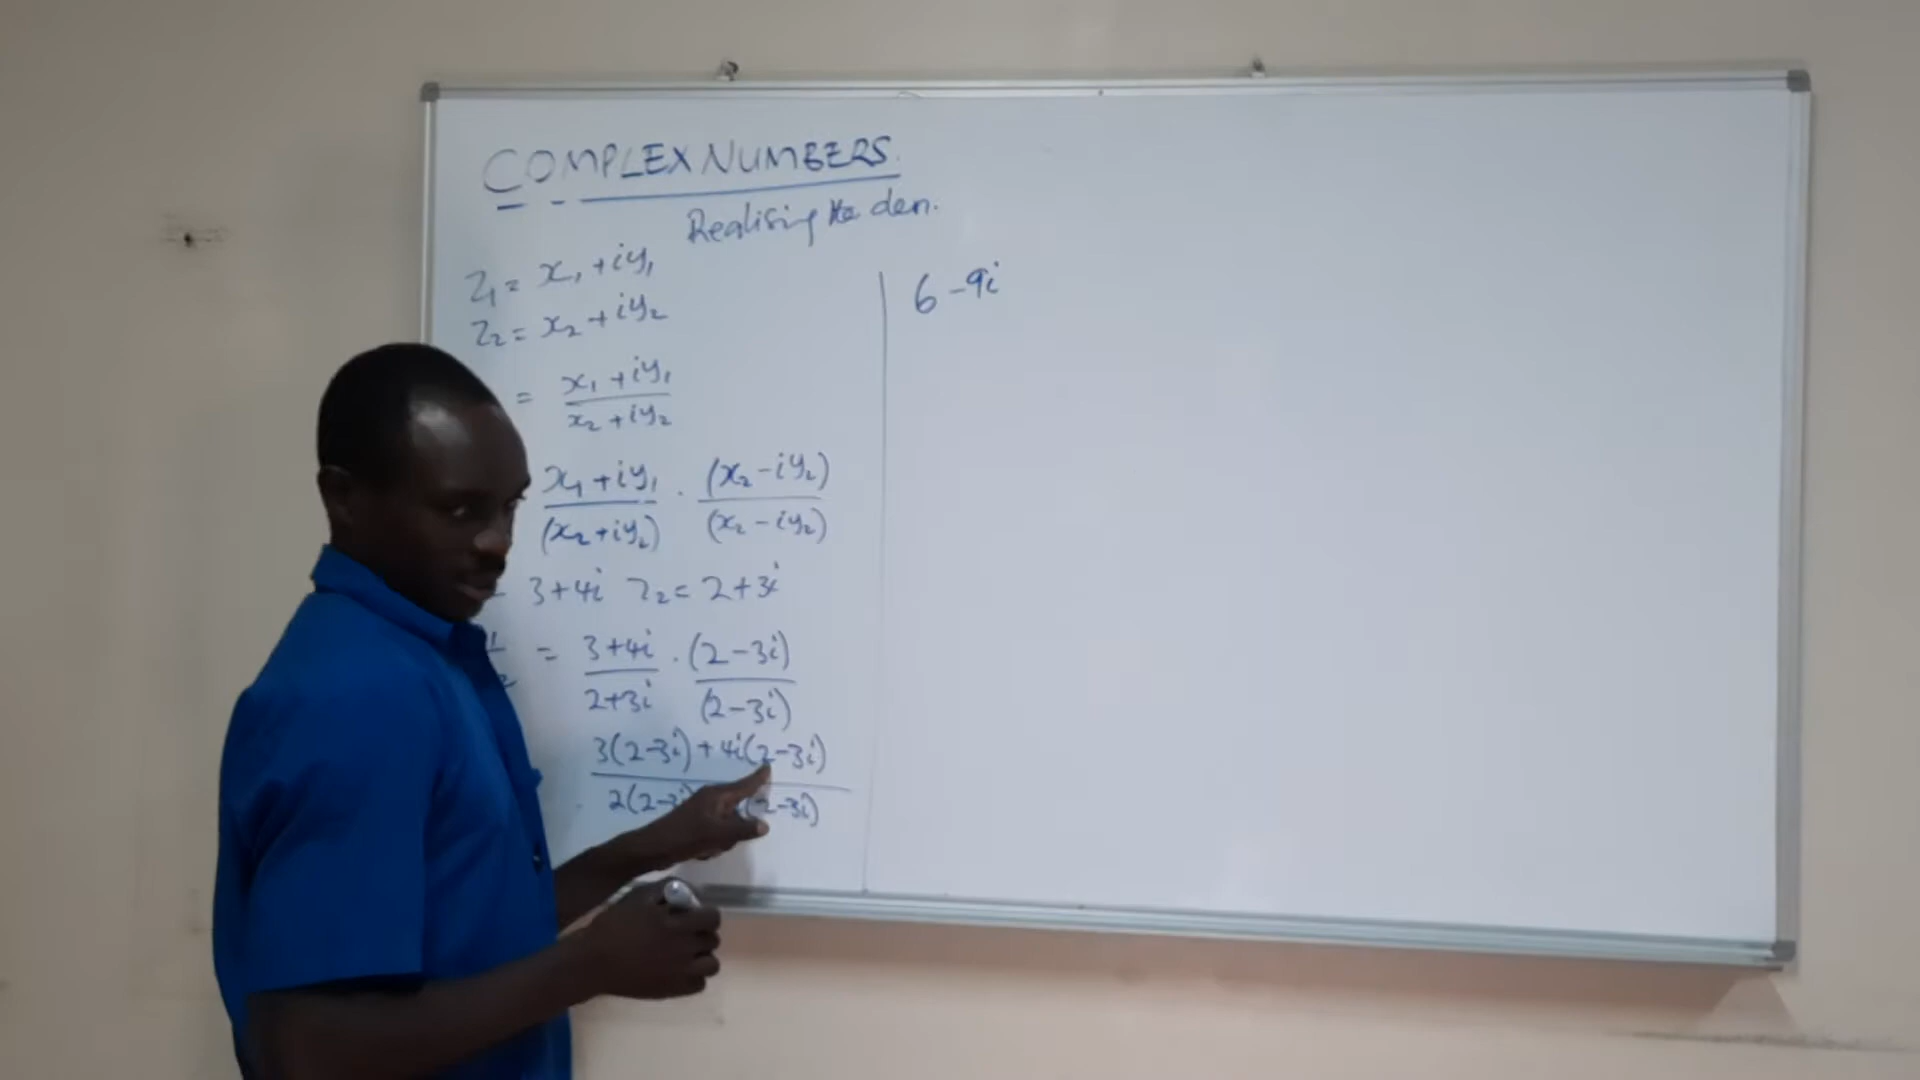 COMPLEX NUMBERS.
Realising the den.
Z₁ = x₁ + iy₁
Z₂ = x₂ + iy₂
= x₁ + iy₁ / x₂ + iy₂
x₁ + iy₁ / (x₂ + iy₂) . (x₂ - iy₂) / (x₂ - iy₂)
3 + 4i Z₂ = 2 + 3i
= 3 + 4i / 2 + 3i . (2 - 3i) / (2 - 3i)
3(2 - 3i) + 4i(2 - 3i)
2(2 - 3i) (2 - 3i)
6 - 9i